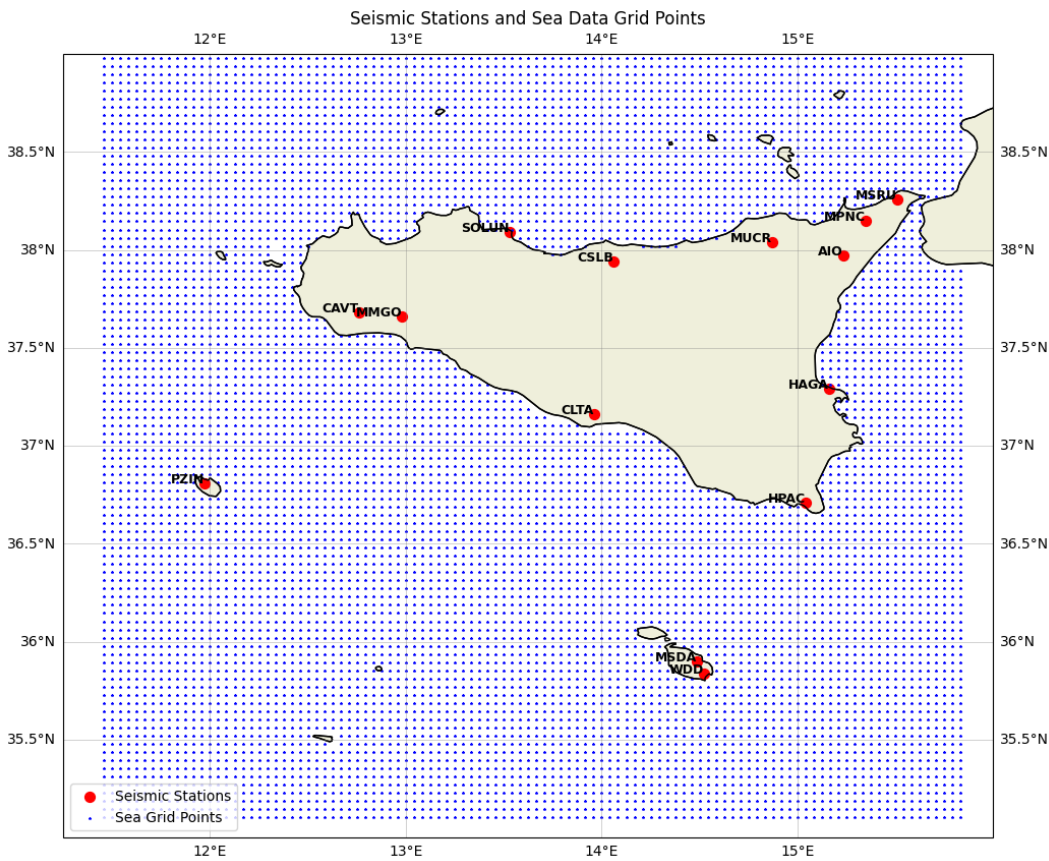 Seismic Stations and Sea Data Grid Points
12°E 13°E 14°E 15°E
38.5°N 38.5°N
MSRU
MPNC
SOLUN
MUCR
38°N 38°N
AIO
CSLB
CAVT
MMGO
37.5°N 37.5°N
HAGA
CLTA
37°N 37°N
PZIN
HPAC
36.5°N 36.5°N
36°N 36°N
MSDA
WDD
35.5°N 35.5°N
Seismic Stations
Sea Grid Points
12°E 13°E 14°E 15°E